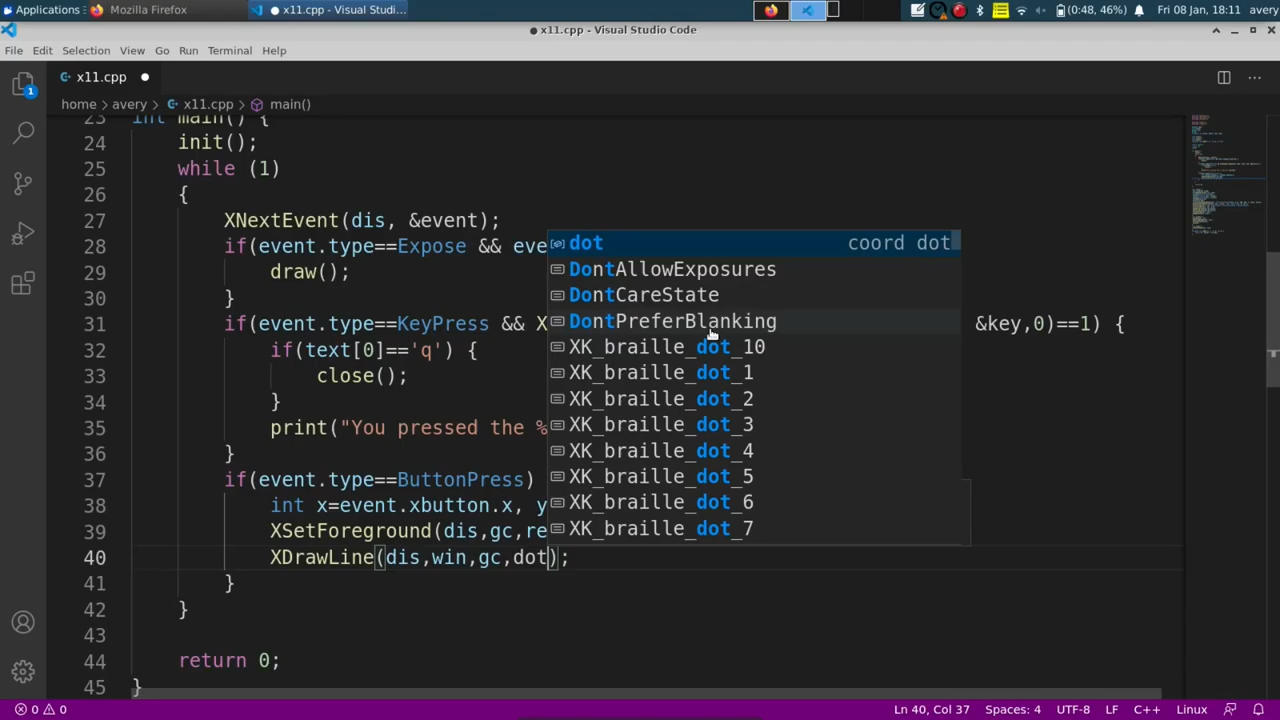 Applications Mozilla Firefox x11.cpp - Visual Studi... (0:48, 46%) Fri 08 Jan, 18:11 avery
x11.cpp - Visual Studio Code
File Edit Selection View Go Run Terminal Help
x11.cpp
home > avery > x11.cpp > main()
23 int main() {
24 init();
25 while (1)
26 {
27 XNextEvent(dis, &event);
28 if(event.type==Expose && eve
29 draw();
30 }
31 if(event.type==KeyPress && X &key,0)==1) {
32 if(text[0]=='q') {
33 close();
34 }
35 print("You pressed the %
36 }
37 if(event.type==ButtonPress)
38 int x=event.xbutton.x, y
39 XSetForeground(dis,gc,re
40 XDrawLine(dis,win,gc,dot);
41 }
42 }
43
44 return 0;
45 }
dot coord dot
DontAllowExposures
DontCareState
DontPreferBlanking
XK_braille_dot_10
XK_braille_dot_1
XK_braille_dot_2
XK_braille_dot_3
XK_braille_dot_4
XK_braille_dot_5
XK_braille_dot_6
XK_braille_dot_7
1
0 0 Ln 40, Col 37 Spaces: 4 UTF-8 LF C++ Linux